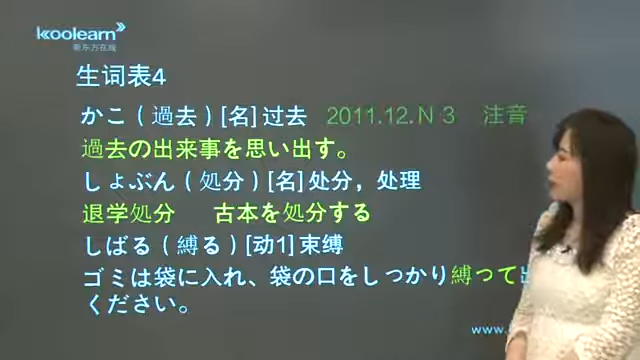 koolearn
新东方在线
生词表4
かこ（過去）[名]过去 2011.12.N３ 注音
過去の出来事を思い出す。
しょぶん（処分）[名]处分，处理
退学処分 古本を処分する
しばる（縛る）[动1]束缚
ゴミは袋に入れ、袋の口をしっかり縛って
ください。
www.